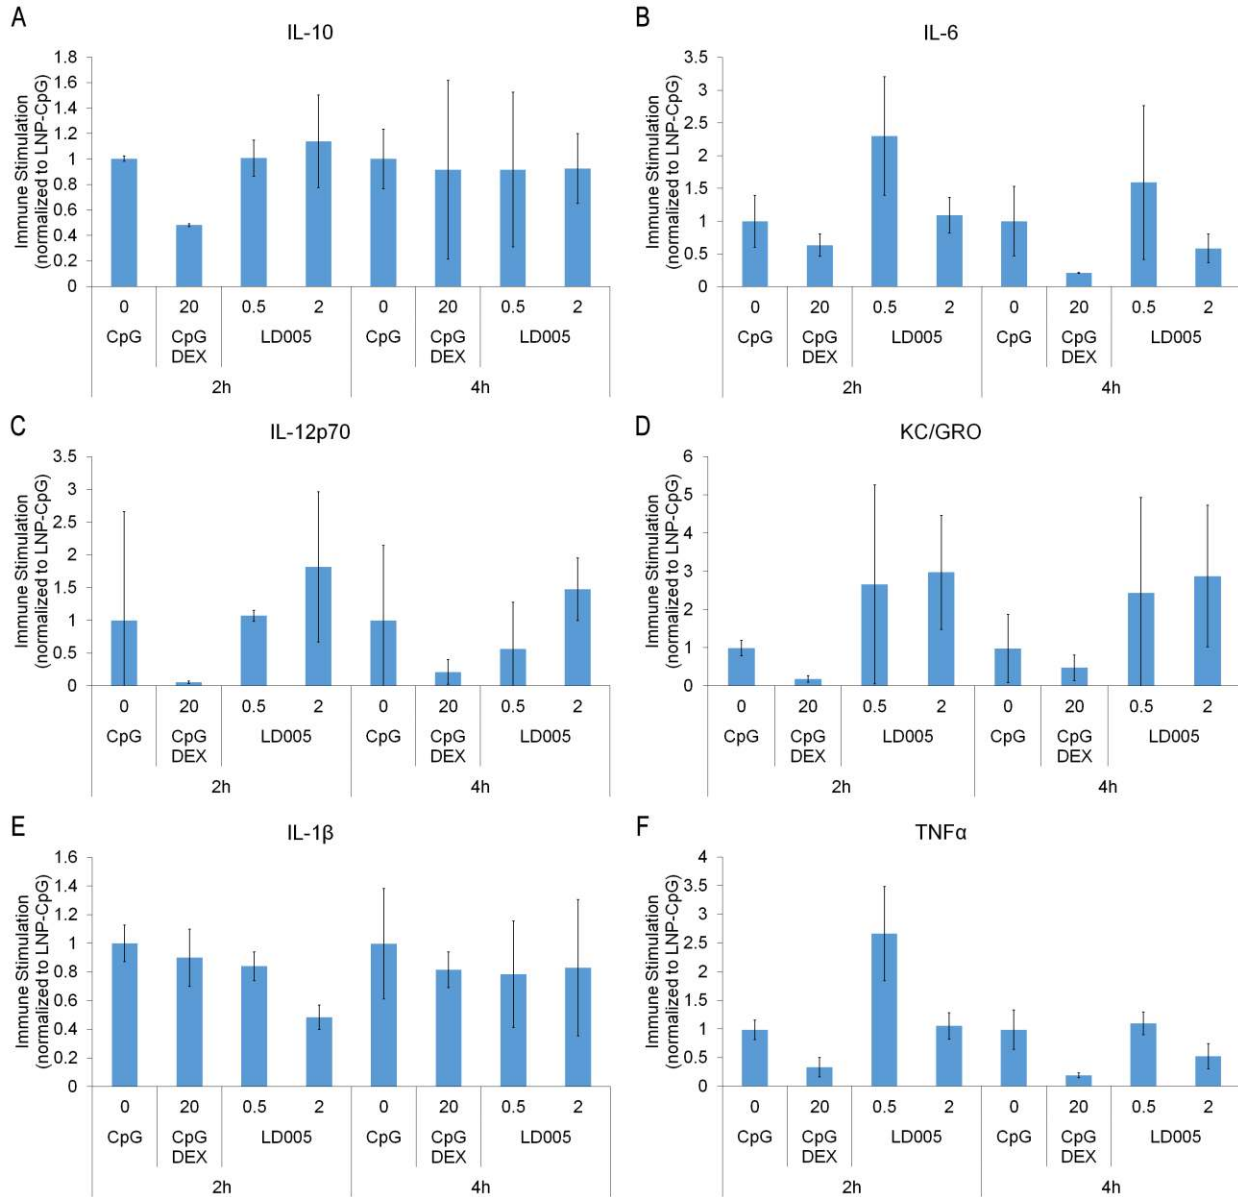 A
IL-10
Immune Stimulation
(normalized to LNP-CpG)
1.8
1.6
1.4
1.2
1
0.8
0.6
0.4
0.2
0
0 20 0.5 2 0 20 0.5 2
CpG CpG LD005 CpG CpG LD005
DEX DEX
2h 4h
B
IL-6
Immune Stimulation
(normalized to LNP-CpG)
3.5
3
2.5
2
1.5
1
0.5
0
0 20 0.5 2 0 20 0.5 2
CpG CpG LD005 CpG CpG LD005
DEX DEX
2h 4h
C
IL-12p70
Immune Stimulation
(normalized to LNP-CpG)
3.5
3
2.5
2
1.5
1
0.5
0
0 20 0.5 2 0 20 0.5 2
CpG CpG LD005 CpG CpG LD005
DEX DEX
2h 4h
D
KC/GRO
Immune Stimulation
(normalized to LNP-CpG)
6
5
4
3
2
1
0
0 20 0.5 2 0 20 0.5 2
CpG CpG LD005 CpG CpG LD005
DEX DEX
2h 4h
E
IL-1β
Immune Stimulation
(normalized to LNP-CpG)
1.6
1.4
1.2
1
0.8
0.6
0.4
0.2
0
0 20 0.5 2 0 20 0.5 2
CpG CpG LD005 CpG CpG LD005
DEX DEX
2h 4h
F
TNFα
Immune Stimulation
(normalized to LNP-CpG)
4
3.5
3
2.5
2
1.5
1
0.5
0
0 20 0.5 2 0 20 0.5 2
CpG CpG LD005 CpG CpG LD005
DEX DEX
2h 4h